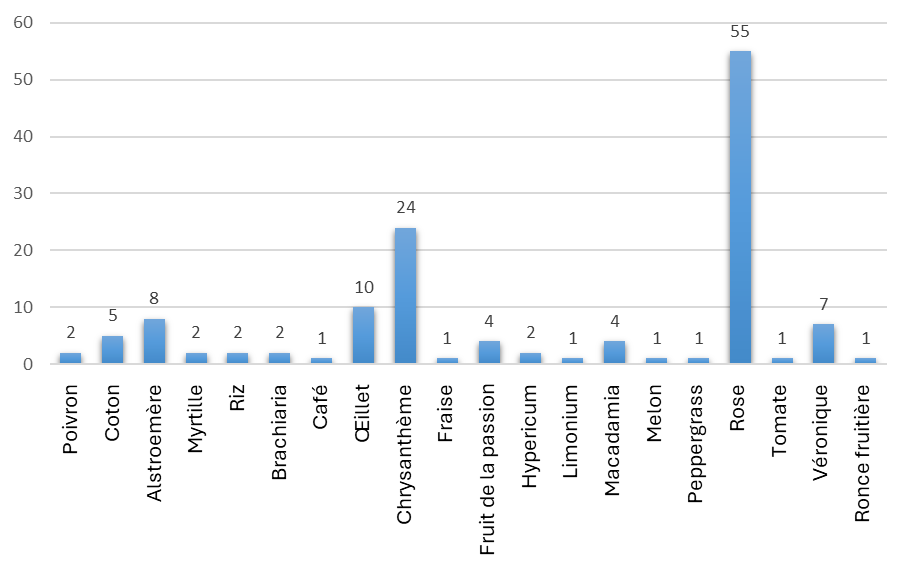 60
50
40
30
20
10
0
2
5
8
2
2
2
1
10
24
1
4
2
1
4
1
1
55
1
7
1
Poivron
Coton
Alstroemère
Myrtille
Riz
Brachiaria
Café
Œillet
Chrysanthème
Fraise
Fruit de la passion
Hypericum
Limonium
Macadamia
Melon
Peppergrass
Rose
Tomate
Véronique
Ronce fruitière